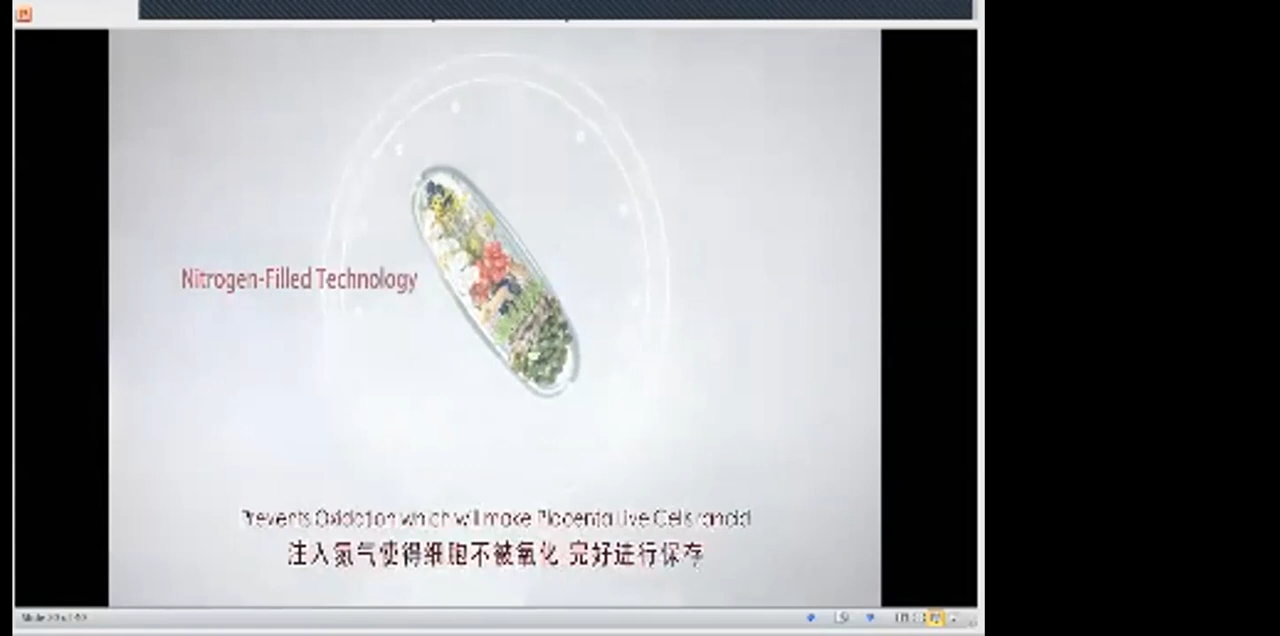 Nitrogen-Filled Technology
Prevents Oxidation which will make Placenta Live Cells rancid
注入氮气使得细胞不被氧化 完好进行保存